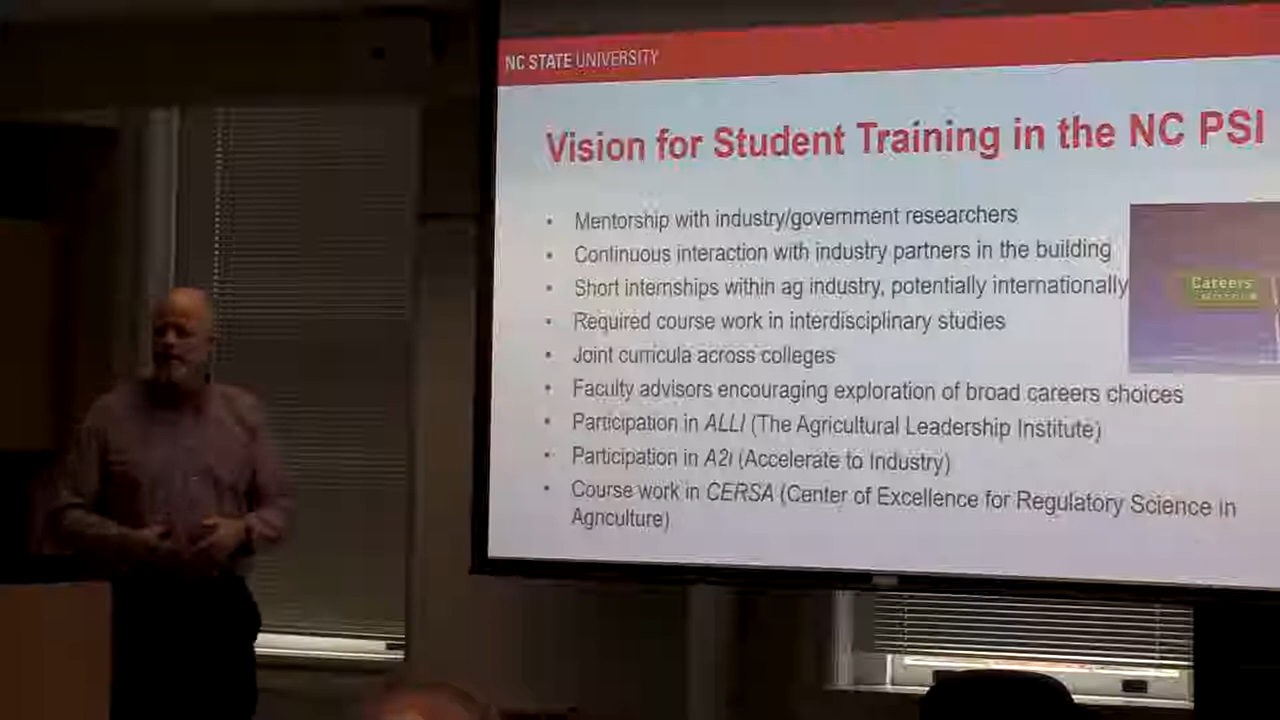 NC STATE UNIVERSITY
Vision for Student Training in the NC PSI
• Mentorship with industry/government researchers
• Continuous interaction with industry partners in the building
• Short internships within ag industry, potentially internationally
Careers
• Required course work in interdisciplinary studies
• Joint curricula across colleges
• Faculty advisors encouraging exploration of broad careers choices
• Participation in ALLI (The Agricultural Leadership Institute)
• Participation in A2i (Accelerate to Industry)
• Course work in CERSA (Center of Excellence for Regulatory Science in
Agriculture)